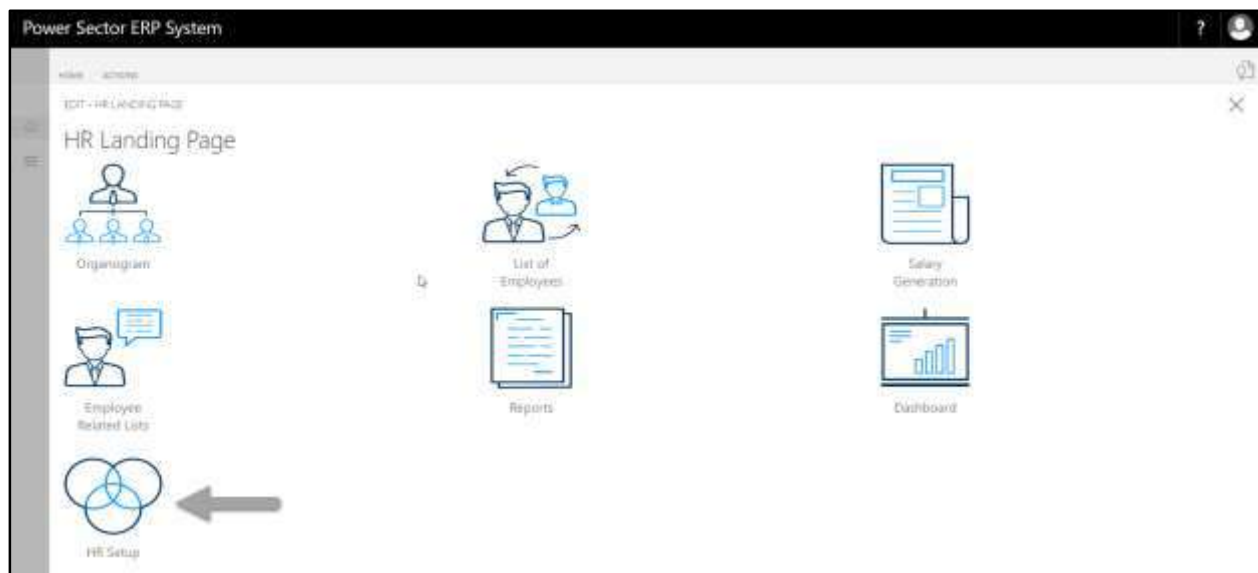 Power Sector ERP System
?
HOME ACTIONS
EDIT - HR LANDING PAGE
HR Landing Page
Organogram
List of
Employees
Salary
Generation
Employee
Related Lists
Reports
Dashboard
HR Setup